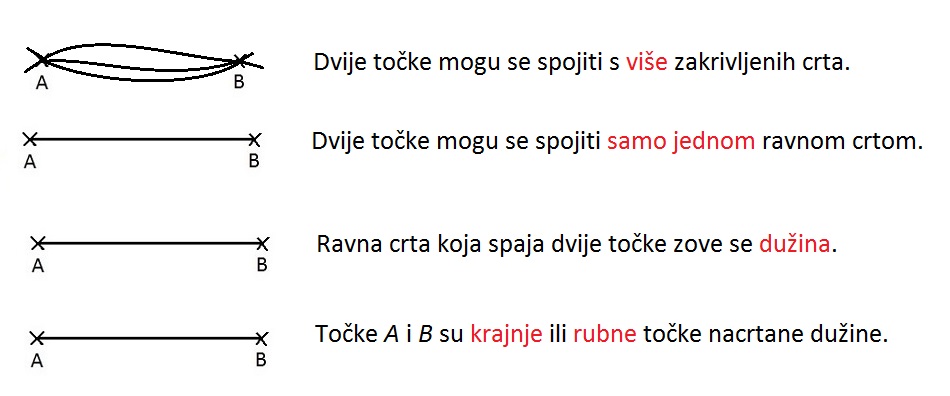 Dvije točke mogu se spojiti s više zakrivljenih crta.
A B
Dvije točke mogu se spojiti samo jednom ravnom crtom.
A B
Ravna crta koja spaja dvije točke zove se dužina.
A B
Točke A i B su krajnje ili rubne točke nacrtane dužine.
A B